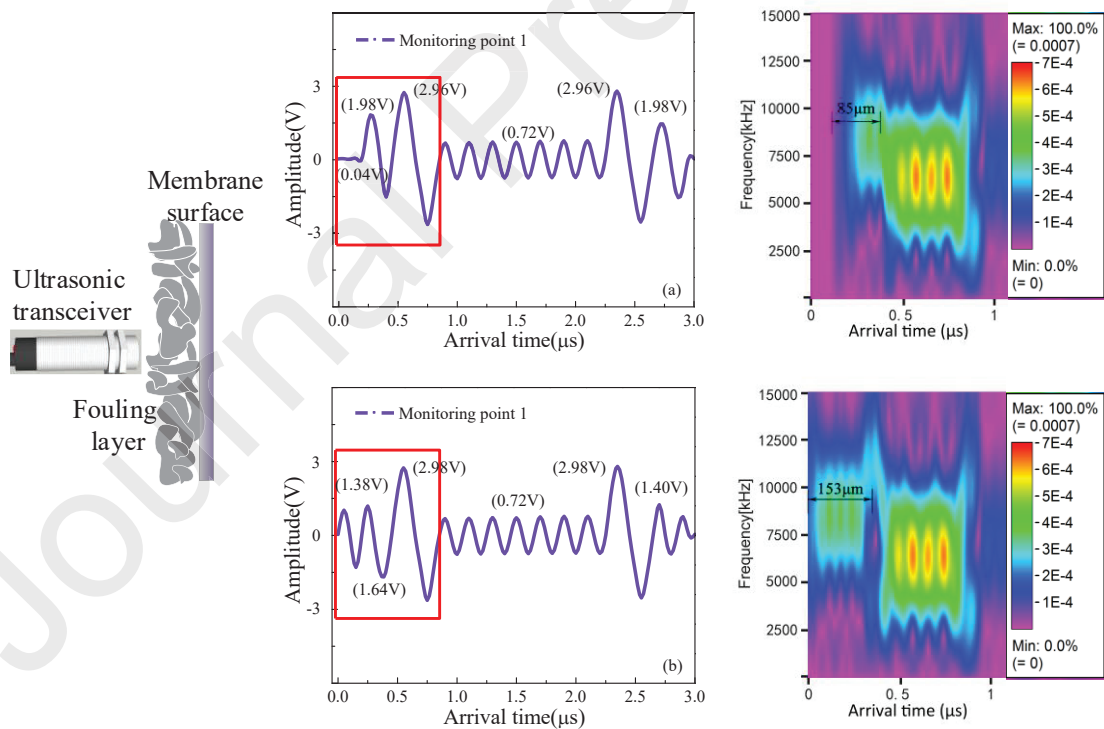 Membrane
surface
Ultrasonic
transceiver
Fouling
layer
Monitoring point 1
(1.98V)
(2.96V)
(2.96V)
(1.98V)
(0.72V)
(0.04V)
3
0
-3
Amplitude(V)
(a)
0.0 0.5 1.0 1.5 2.0 2.5 3.0
Arrival time(μs)
15000
12500
10000
7500
5000
2500
Frequency[kHz]
85μm
0.5 1
Arrival time (μs)
Max: 100.0%
(= 0.0007)
7E-4
6E-4
5E-4
4E-4
3E-4
2E-4
1E-4
Min: 0.0%
(= 0)
Monitoring point 1
(1.38V)
(2.98V)
(2.98V)
(1.40V)
(0.72V)
(1.64V)
3
0
-3
Amplitude(V)
(b)
0.0 0.5 1.0 1.5 2.0 2.5 3.0
Arrival time(μs)
15000
12500
10000
7500
5000
2500
Frequency[kHz]
153μm
0 0.5 1
Arrival time (μs)
Max: 100.0%
(= 0.0007)
7E-4
6E-4
5E-4
4E-4
3E-4
2E-4
1E-4
Min: 0.0%
(= 0)
Journal Pre